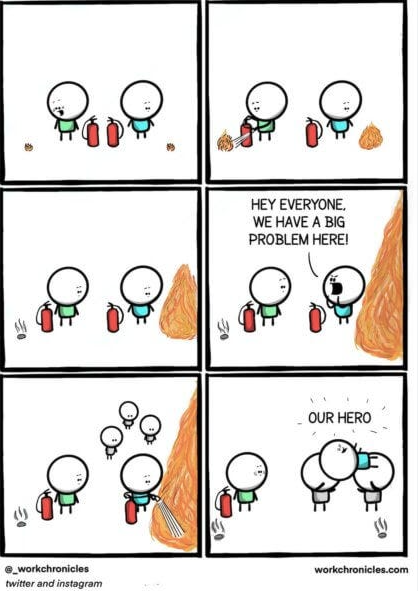 HEY EVERYONE,
WE HAVE A BIG
PROBLEM HERE!
OUR HERO
@_workchronicles
twitter and instagram
workchronicles.com